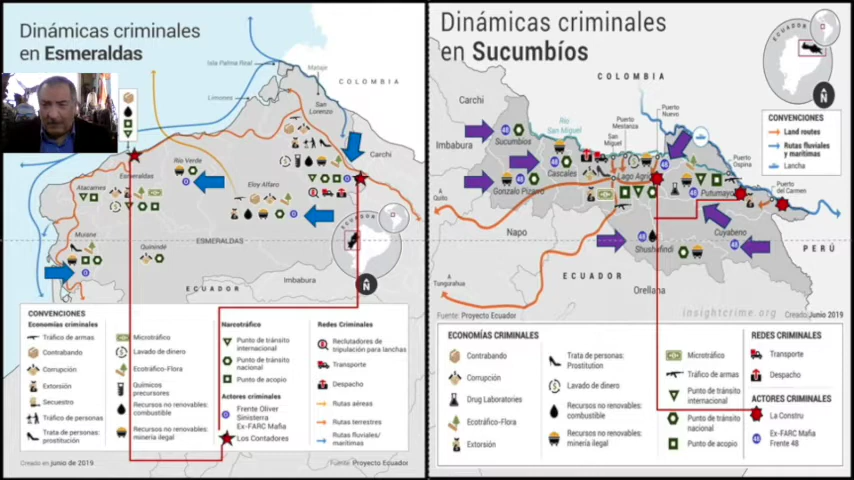 Dinámicas criminales
en Esmeraldas
Isla Palma Real
Mataje
COLOMBIA
Limones
San
Lorenzo
Carchi
Esmeraldas
Río Verde
Atacames
Eloy Alfaro
Muisne
Quinindé
ESMERALDAS
Imbabura
ECUADOR
ECUADOR
N
CONVENCIONES
Economías criminales
Tráfico de armas
Contrabando
Corrupción
Extorsión
Secuestro
Tráfico de personas
Trata de personas:
prostitución
Microtráfico
Lavado de dinero
Ecotráfico-Flora
Químicos
precursores
Recursos no renovables:
combustible
Recursos no renovables:
minería ilegal
Narcotráfico
Punto de tránsito
internacional
Punto de tránsito
nacional
Punto de acopio
Actores criminales
Frente Oliver
Sinisterra
Ex-FARC Mafia
Los Contadores
Redes Criminales
Reclutadores de
tripulación para lanchas
Transporte
Despacho
Rutas aéreas
Rutas terrestres
Rutas fluviales/
marítimas
Creado en junio de 2019
Fuente: Proyecto Ecuador
Dinámicas criminales
en Sucumbíos
ECUADOR
N
COLOMBIA
Carchi
Imbabura
Sucumbíos
Río
San Miguel
Puerto
Mestanza
San
Miguel
Puerto
Nuevo
Cascales
Gonzalo Pizarro
Lago Agrio
Putumayo
Puerto
Ospina
Puerto
del Carmen
A
Quito
Napo
Cuyabeno
Shushufindi
PERÚ
ECUADOR
A
Tungurahua
Orellana
CONVENCIONES
Land routes
Rutas fluviales
y marítimas
Lancha
insightcrime.org
Fuente: Proyecto Ecuador
Creado Junio 2019
ECONOMÍAS CRIMINALES
Contrabando
Corrupción
Drug Laboratories
Ecotráfico-Flora
Extorsión
Trata de personas:
Prostitution
Lavado de dinero
Recursos no renovables:
combustible
Recursos no renovables:
minería ilegal
Microtráfico
Tráfico de armas
Punto de tránsito
internacional
Punto de tránsito
nacional
Punto de acopio
REDES CRIMINALES
Transporte
Despacho
ACTORES CRIMINALES
La Constru
Ex-FARC Mafia
Frente 48